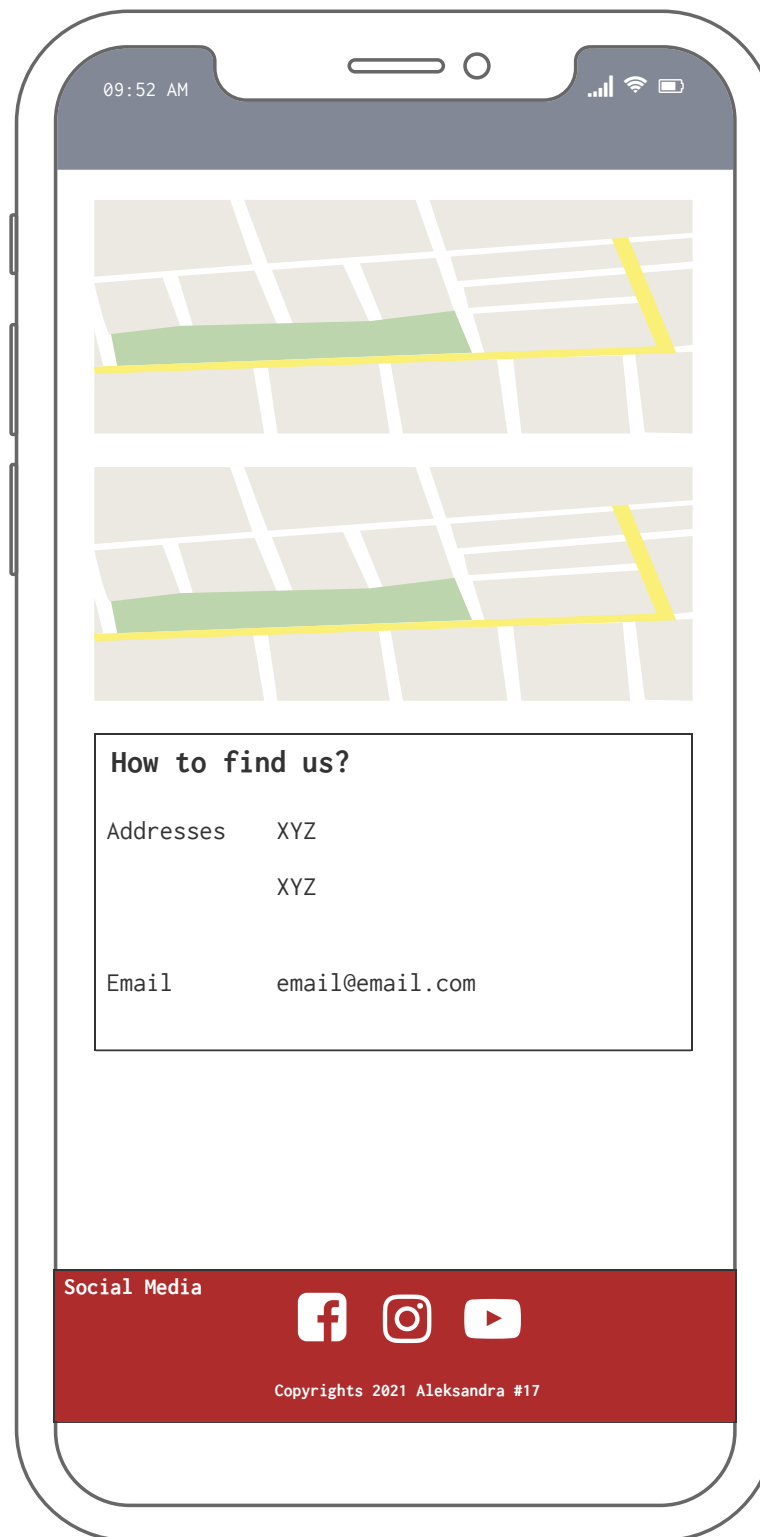 09:52 AM
How to find us?
Addresses XYZ
XYZ
Email email@email.com
Social Media
Copyrights 2021 Aleksandra #17